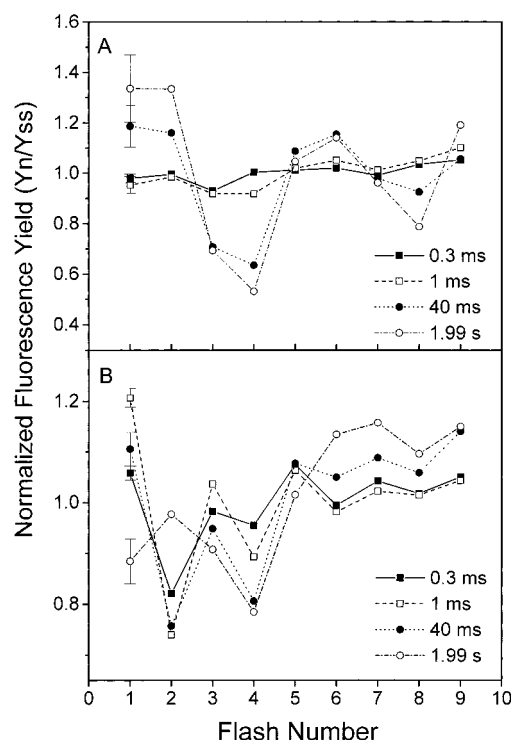 Normalized Fluorescence Yield (Yn/Yss)
A
1.6
1.4
1.2
1.0
0.8
0.6
0.4
0.3 ms
1 ms
40 ms
1.99 s
B
1.2
1.0
0.8
0.3 ms
1 ms
40 ms
1.99 s
0 1 2 3 4 5 6 7 8 9 10
Flash Number